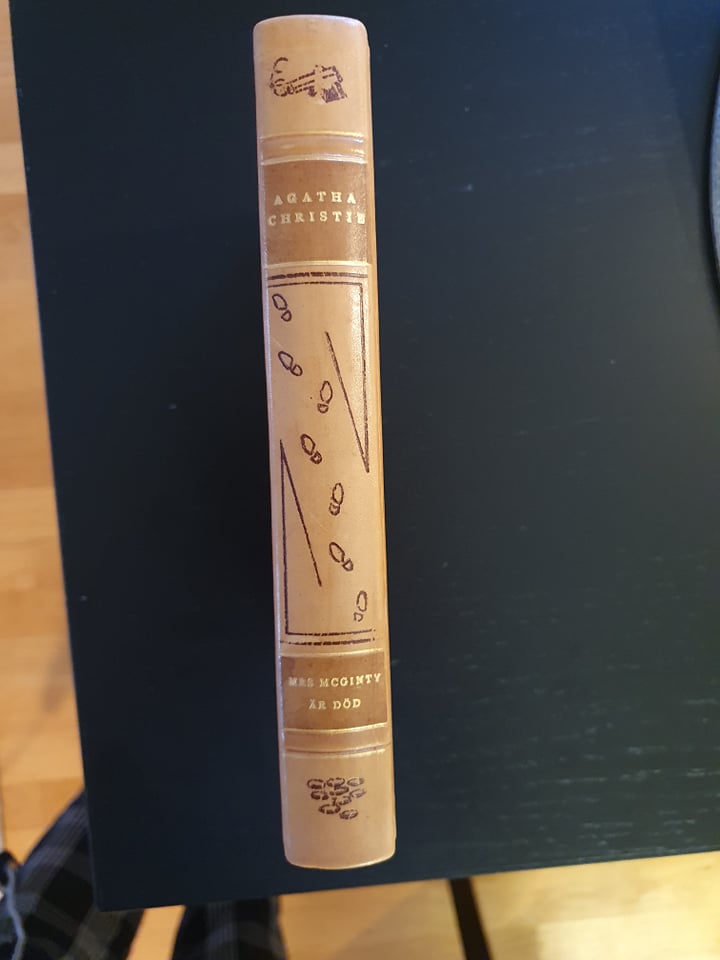 AGATHA
CHRISTIE
MRS MCGINTY
ÄR DÖD